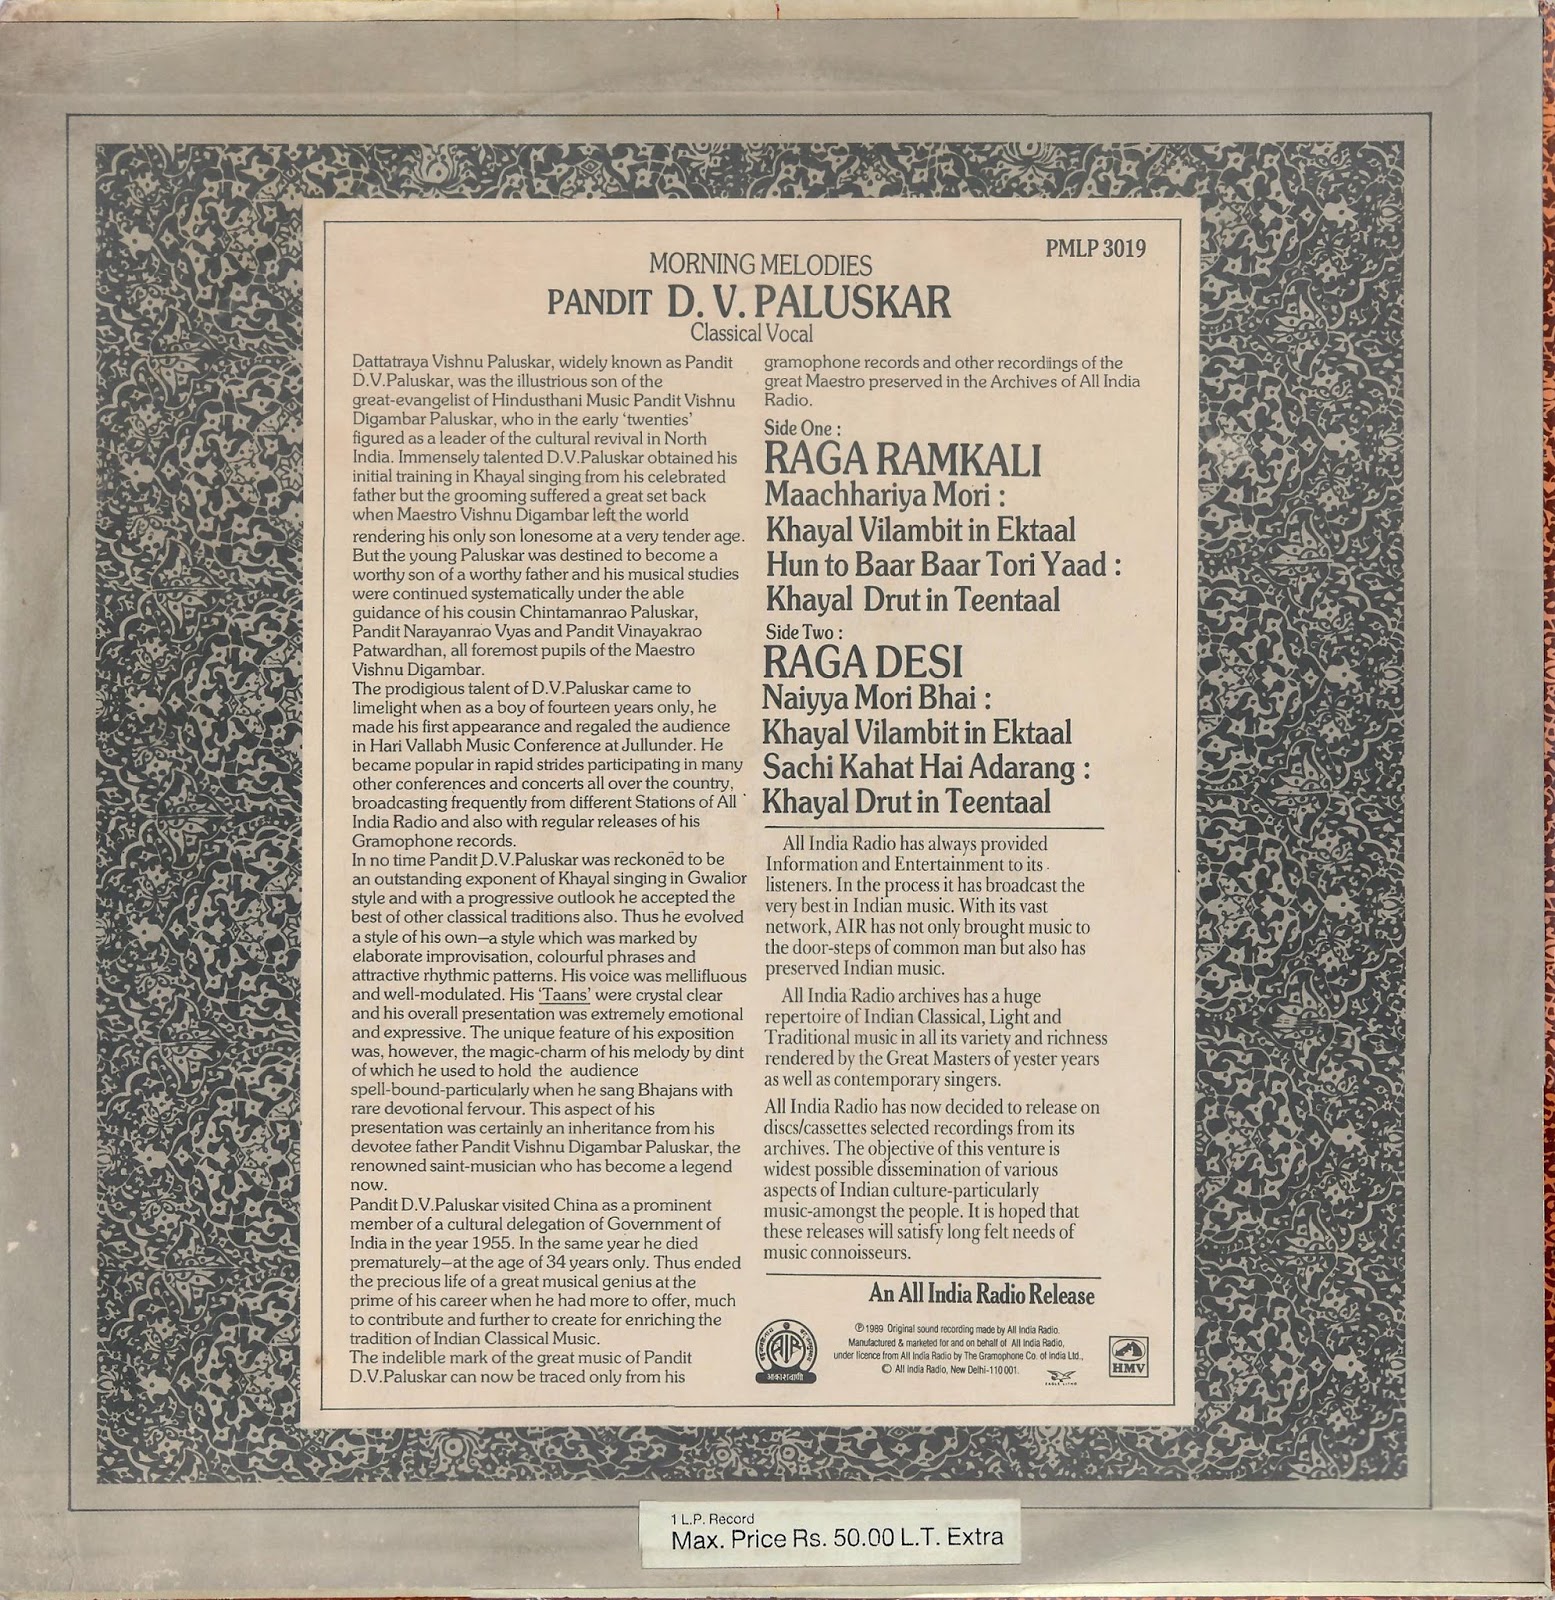 PMLP 3019
MORNING MELODIES
PANDIT D. V. PALUSKAR
Classical Vocal
Dattatraya Vishnu Paluskar, widely known as Pandit
D.V.Paluskar, was the illustrious son of the
great-evangelist of Hindusthani Music Pandit Vishnu
Digambar Paluskar, who in the early ‘twenties’
figured as a leader of the cultural revival in North
India. Immensely talented D.V.Paluskar obtained his
initial training in Khayal singing from his celebrated
father but the grooming suffered a great set back
when Maestro Vishnu Digambar left the world
rendering his only son lonesome at a very tender age.
But the young Paluskar was destined to become a
worthy son of a worthy father and his musical studies
were continued systematically under the able
guidance of his cousin Chintamanrao Paluskar,
Pandit Narayanrao Vyas and Pandit Vinayakrao
Patwardhan, all foremost pupils of the Maestro
Vishnu Digambar.
The prodigious talent of D.V.Paluskar came to
limelight when as a boy of fourteen years only, he
made his first appearance and regaled the audience
in Hari Vallabh Music Conference at Jullunder. He
became popular in rapid strides participating in many
other conferences and concerts all over the country,
broadcasting frequently from different Stations of All
India Radio and also with regular releases of his
Gramophone records.
In no time Pandit D.V.Paluskar was reckoned to be
an outstanding exponent of Khayal singing in Gwalior
style and with a progressive outlook he accepted the
best of other classical traditions also. Thus he evolved
a style of his own—a style which was marked by
elaborate improvisation, colourful phrases and
attractive rhythmic patterns. His voice was mellifluous
and well-modulated. His ‘Taans’ were crystal clear
and his overall presentation was extremely emotional
and expressive. The unique feature of his exposition
was, however, the magic-charm of his melody by dint
of which he used to hold the audience
spell-bound-particularly when he sang Bhajans with
rare devotional fervour. This aspect of his
presentation was certainly an inheritance from his
devotee father Pandit Vishnu Digambar Paluskar, the
renowned saint-musician who has become a legend
now.
Pandit D.V.Paluskar visited China as a prominent
member of a cultural delegation of Government of
India in the year 1955. In the same year he died
prematurely—at the age of 34 years only. Thus ended
the precious life of a great musical genius at the
prime of his career when he had more to offer, much
to contribute and further to create for enriching the
tradition of Indian Classical Music.
The indelible mark of the great music of Pandit
D.V.Paluskar can now be traced only from his
gramophone records and other recordings of the
great Maestro preserved in the Archives of All India
Radio.
Side One :
RAGA RAMKALI
Maachhariya Mori :
Khayal Vilambit in Ektaal
Hun to Baar Baar Tori Yaad :
Khayal Drut in Teentaal
Side Two :
RAGA DESI
Naiyya Mori Bhai :
Khayal Vilambit in Ektaal
Sachi Kahat Hai Adarang :
Khayal Drut in Teentaal
All India Radio has always provided
Information and Entertainment to its
listeners. In the process it has broadcast the
very best in Indian music. With its vast
network, AIR has not only brought music to
the door-steps of common man but also has
preserved Indian music.
All India Radio archives has a huge
repertoire of Indian Classical, Light and
Traditional music in all its variety and richness
rendered by the Great Masters of yester years
as well as contemporary singers.
All India Radio has now decided to release on
discs/cassettes selected recordings from its
archives. The objective of this venture is
widest possible dissemination of various
aspects of Indian culture-particularly
music-amongst the people. It is hoped that
these releases will satisfy long felt needs of
music connoisseurs.
An All India Radio Release
AIR
आकाशवाणी
℗ 1989 Original sound recording made by All India Radio.
Manufactured & marketed for and on behalf of All India Radio,
under licence from All India Radio by The Gramophone Co. of India Ltd.,
© All India Radio, New Delhi-110 001.
HMV
1 L.P. Record
Max. Price Rs. 50.00 L.T. Extra